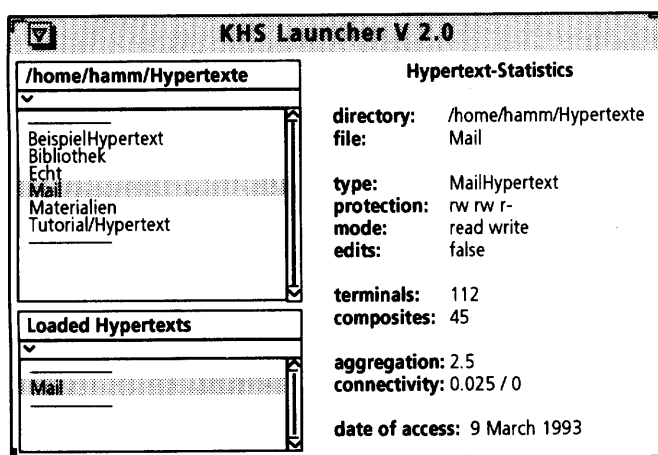 KHS Launcher V 2.0
/home/hamm/Hypertexte
BeispielHypertext
Bibliothek
Echt
Mail
Materialien
Tutorial/Hypertext
Loaded Hypertexts
Mail
Hypertext-Statistics
directory: /home/hamm/Hypertexte
file: Mail
type: MailHypertext
protection: rw rw r-
mode: read write
edits: false
terminals: 112
composites: 45
aggregation: 2.5
connectivity: 0.025 / 0
date of access: 9 March 1993